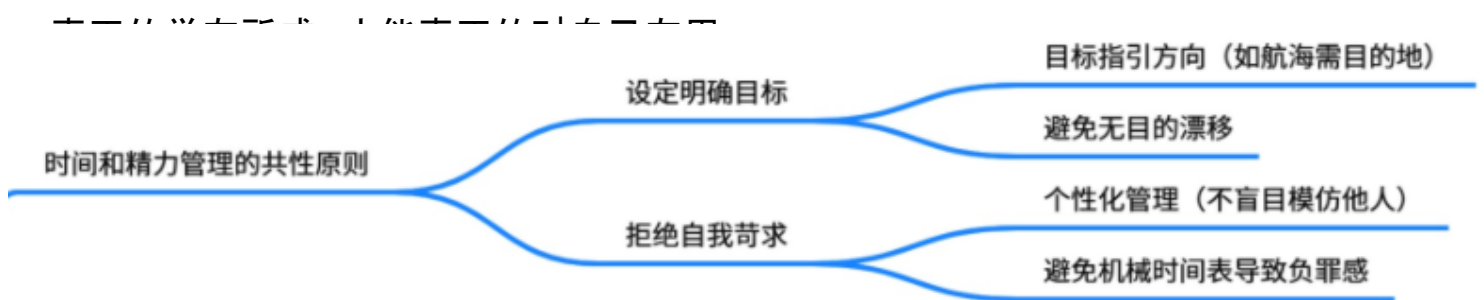 目标指引方向（如航海需目的地）
设定明确目标
避免无目的漂移
时间和精力管理的共性原则
个性化管理（不盲目模仿他人）
拒绝自我苛求
避免机械时间表导致负罪感